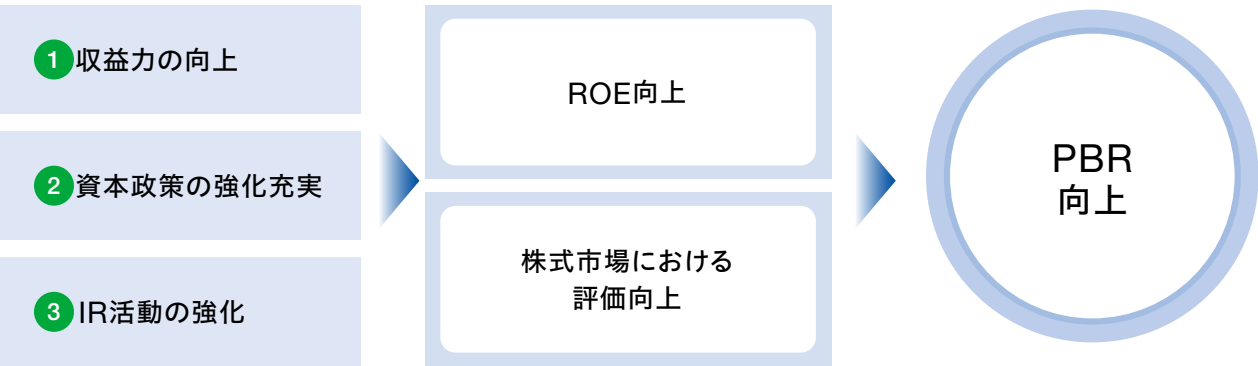 1 収益力の向上
2 資本政策の強化充実
3 IR活動の強化
ROE向上
株式市場における
評価向上
PBR
向上